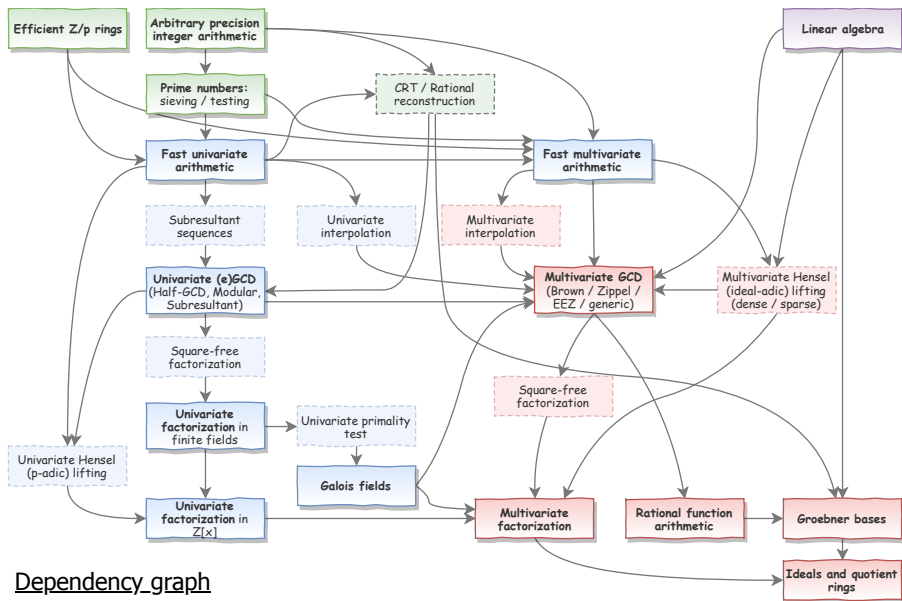 Efficient Z/p rings
Arbitrary precision
integer arithmetic
Linear algebra
Prime numbers:
sieving / testing
CRT / Rational
reconstruction
Fast univariate
arithmetic
Fast multivariate
arithmetic
Subresultant
sequences
Univariate
interpolation
Multivariate
interpolation
Univariate (e)GCD
(Half-GCD, Modular,
Subresultant)
Multivariate GCD
(Brown / Zippel /
EEZ / generic)
Multivariate Hensel
(ideal-adic) lifting
(dense / sparse)
Square-free
factorization
Square-free
factorization
Univariate
factorization in
finite fields
Univariate primality
test
Univariate Hensel
(p-adic) lifting
Galois fields
Univariate
factorization in
Z[x]
Multivariate
factorization
Rational function
arithmetic
Groebner bases
Ideals and quotient
rings
Dependency graph